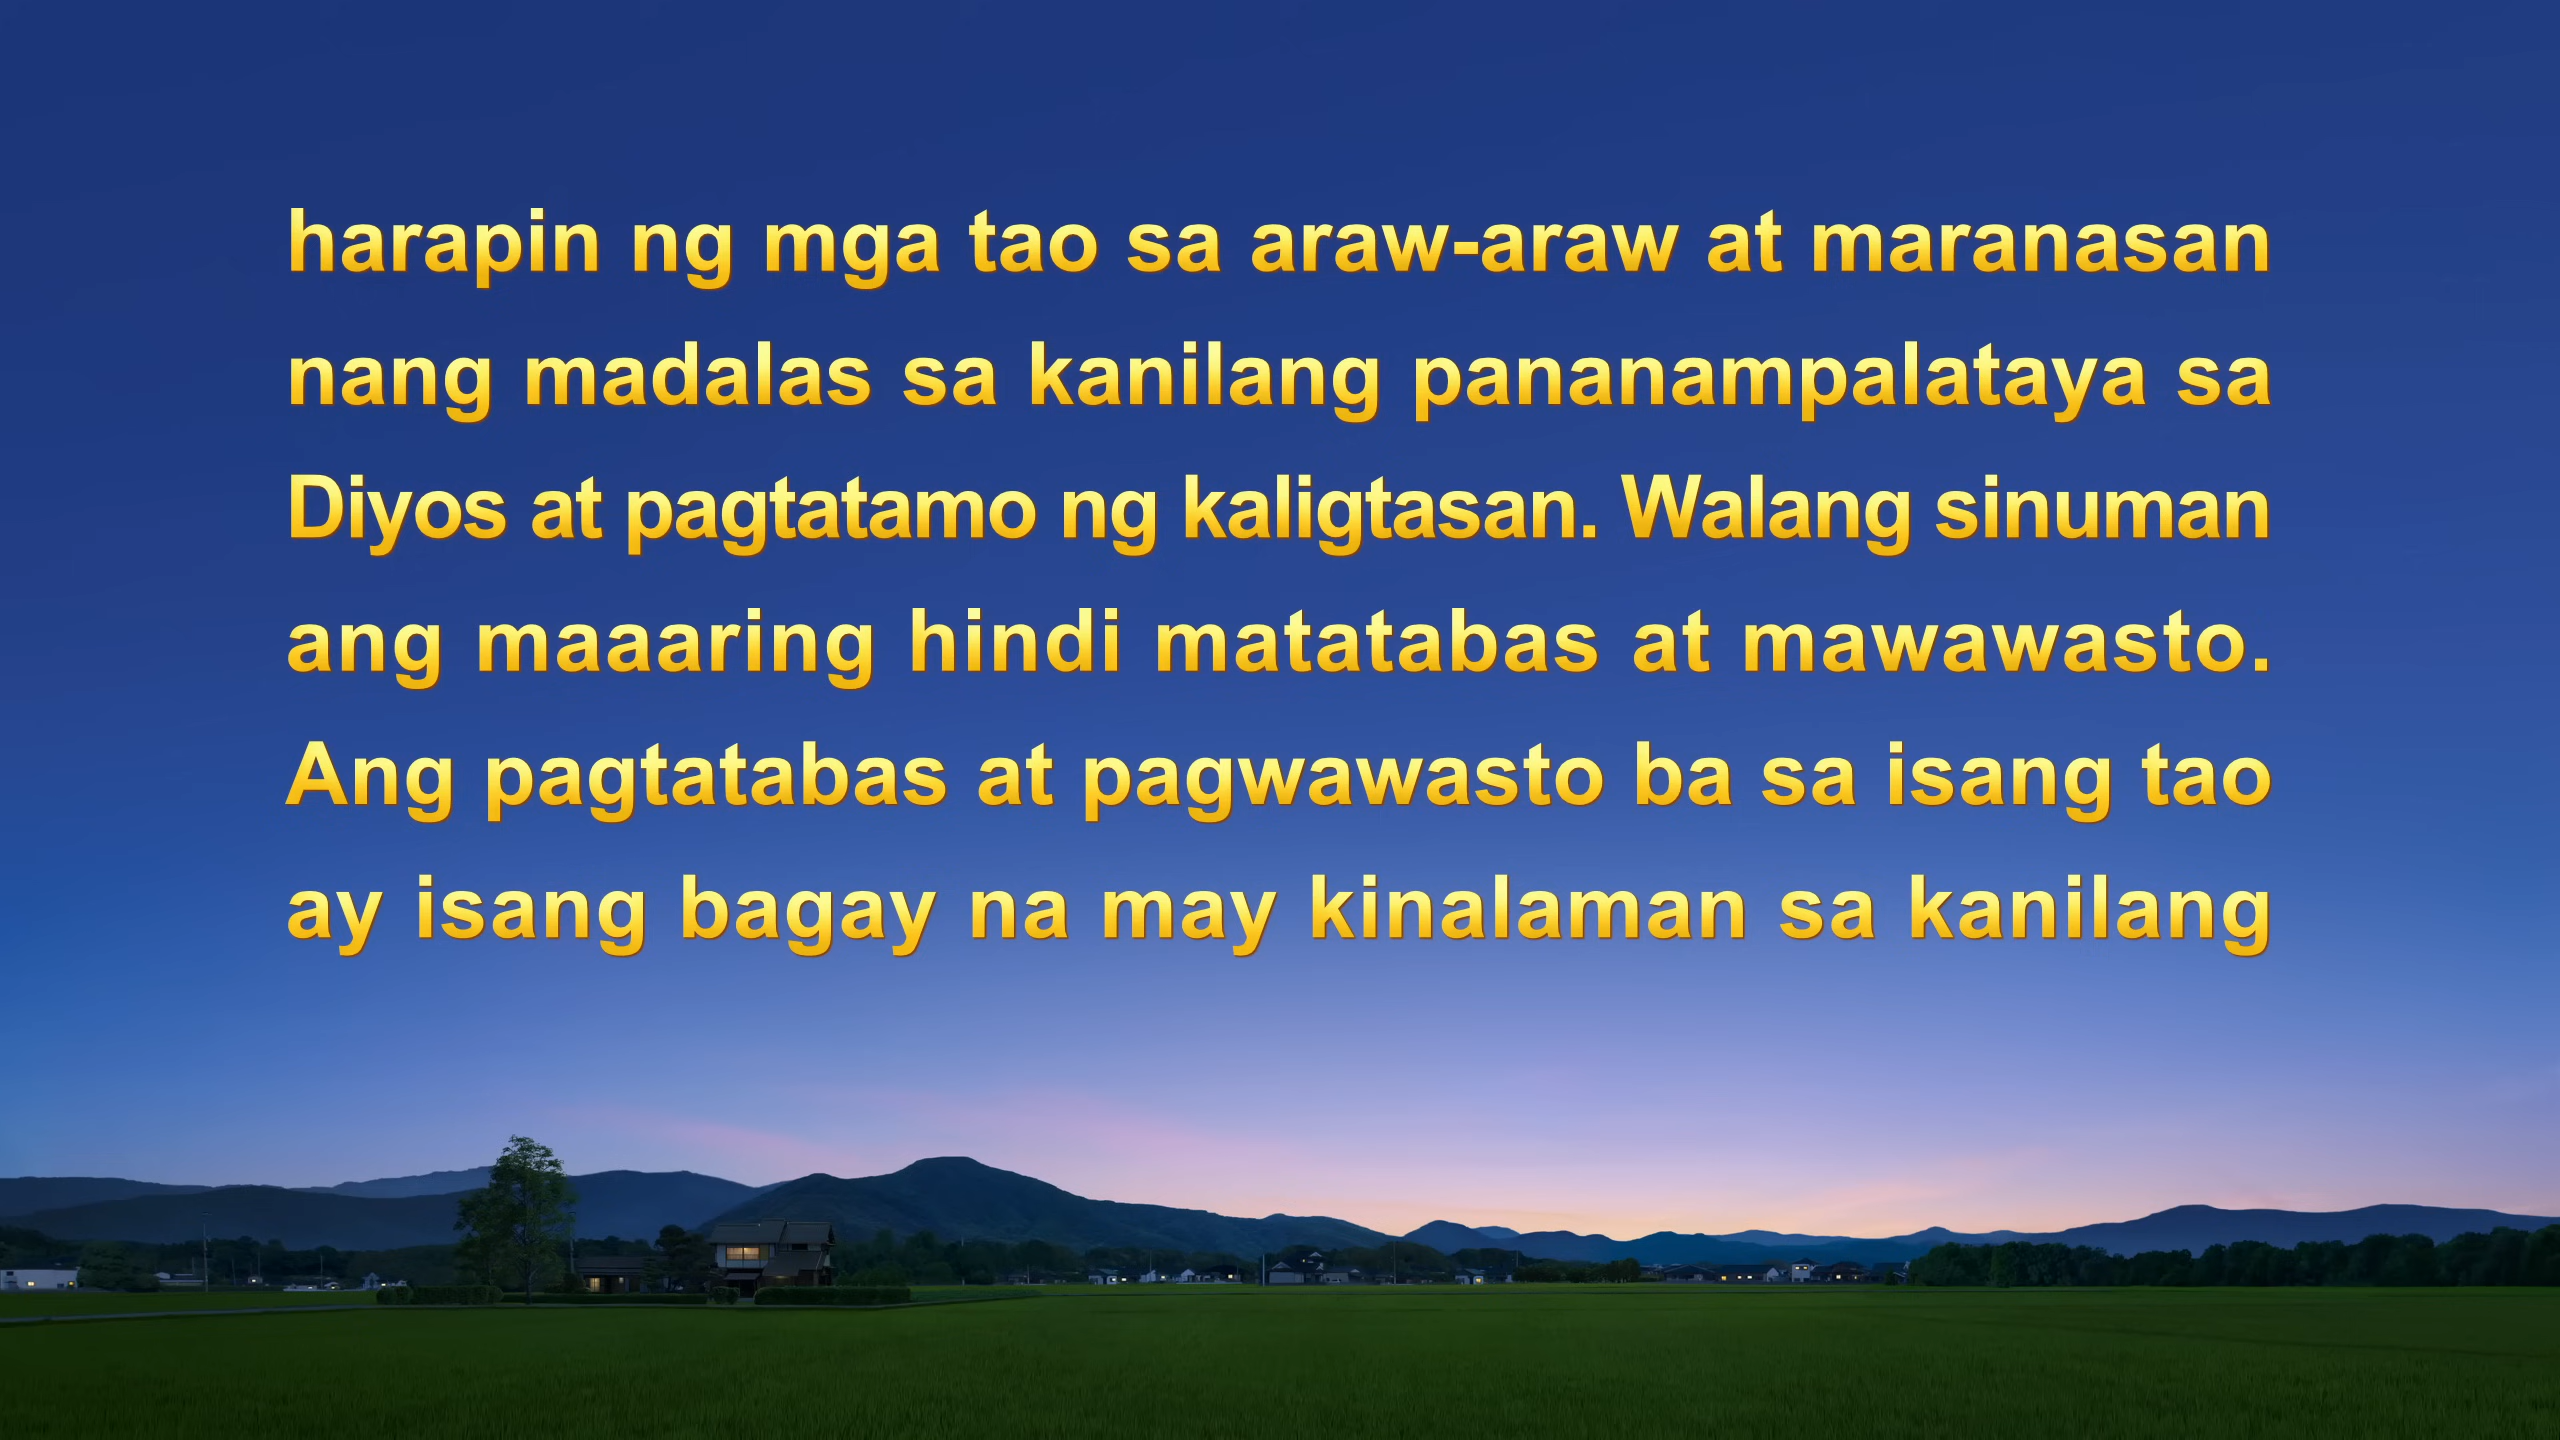 harapin ng mga tao sa araw-araw at maranasan
nang madalas sa kanilang pananampalataya sa
Diyos at pagtatamo ng kaligtasan. Walang sinuman
ang maaaring hindi matatabas at mawawasto.
Ang pagtatabas at pagwawasto ba sa isang tao
ay isang bagay na may kinalaman sa kanilang